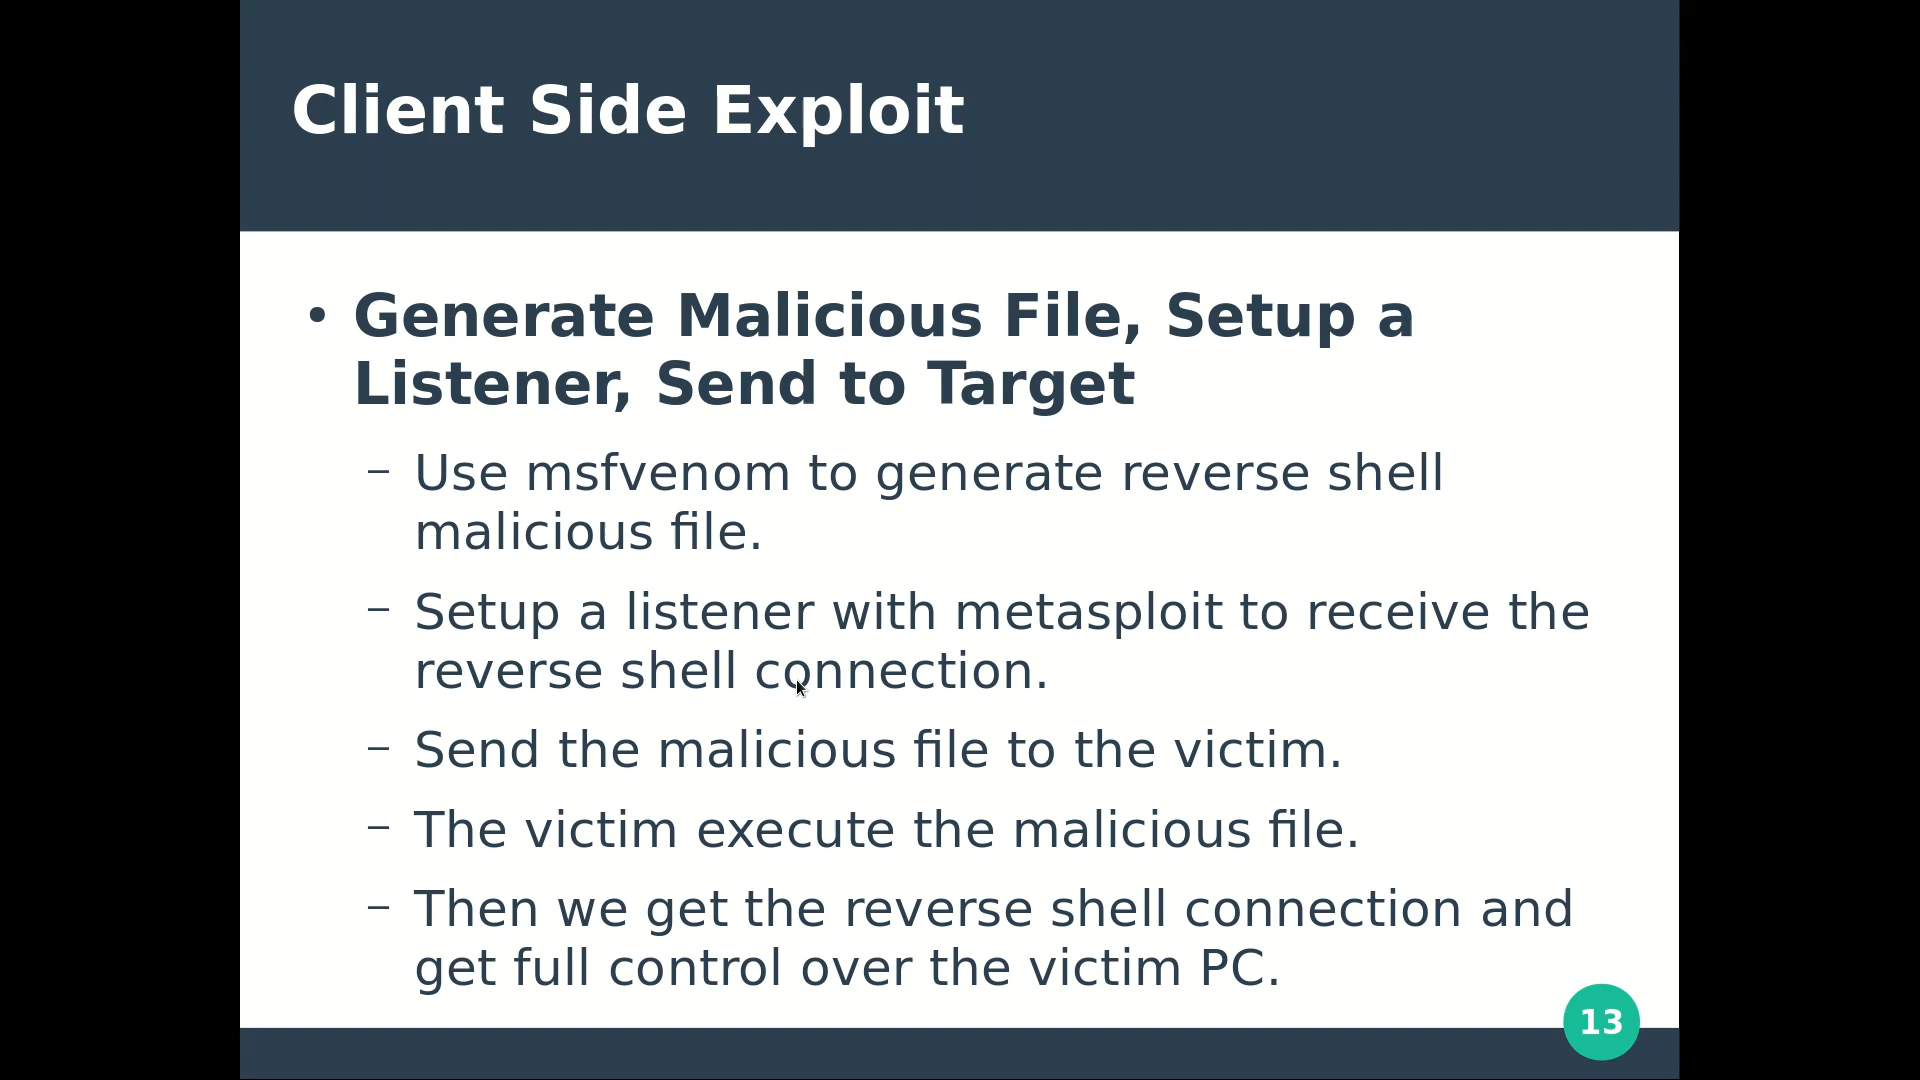 Client Side Exploit
• Generate Malicious File, Setup a
Listener, Send to Target
– Use msfvenom to generate reverse shell
malicious file.
– Setup a listener with metasploit to receive the
reverse shell connection.
– Send the malicious file to the victim.
– The victim execute the malicious file.
– Then we get the reverse shell connection and
get full control over the victim PC.
13